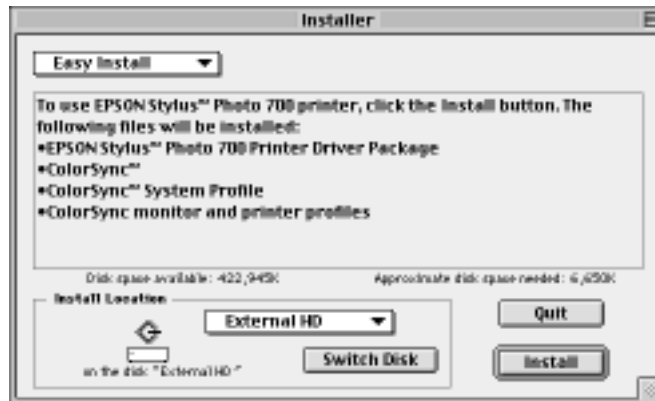 Installer
Easy Install
To use EPSON Stylus™ Photo 700 printer, click the Install button. The
following files will be installed:
•EPSON Stylus™ Photo 700 Printer Driver Package
•ColorSync™
•ColorSync™ System Profile
•ColorSync monitor and printer profiles
Disk space available: 422,945K
Approximate disk space needed: 6,650K
Install Location
External HD
Quit
Switch Disk
Install
on the disk "External HD"